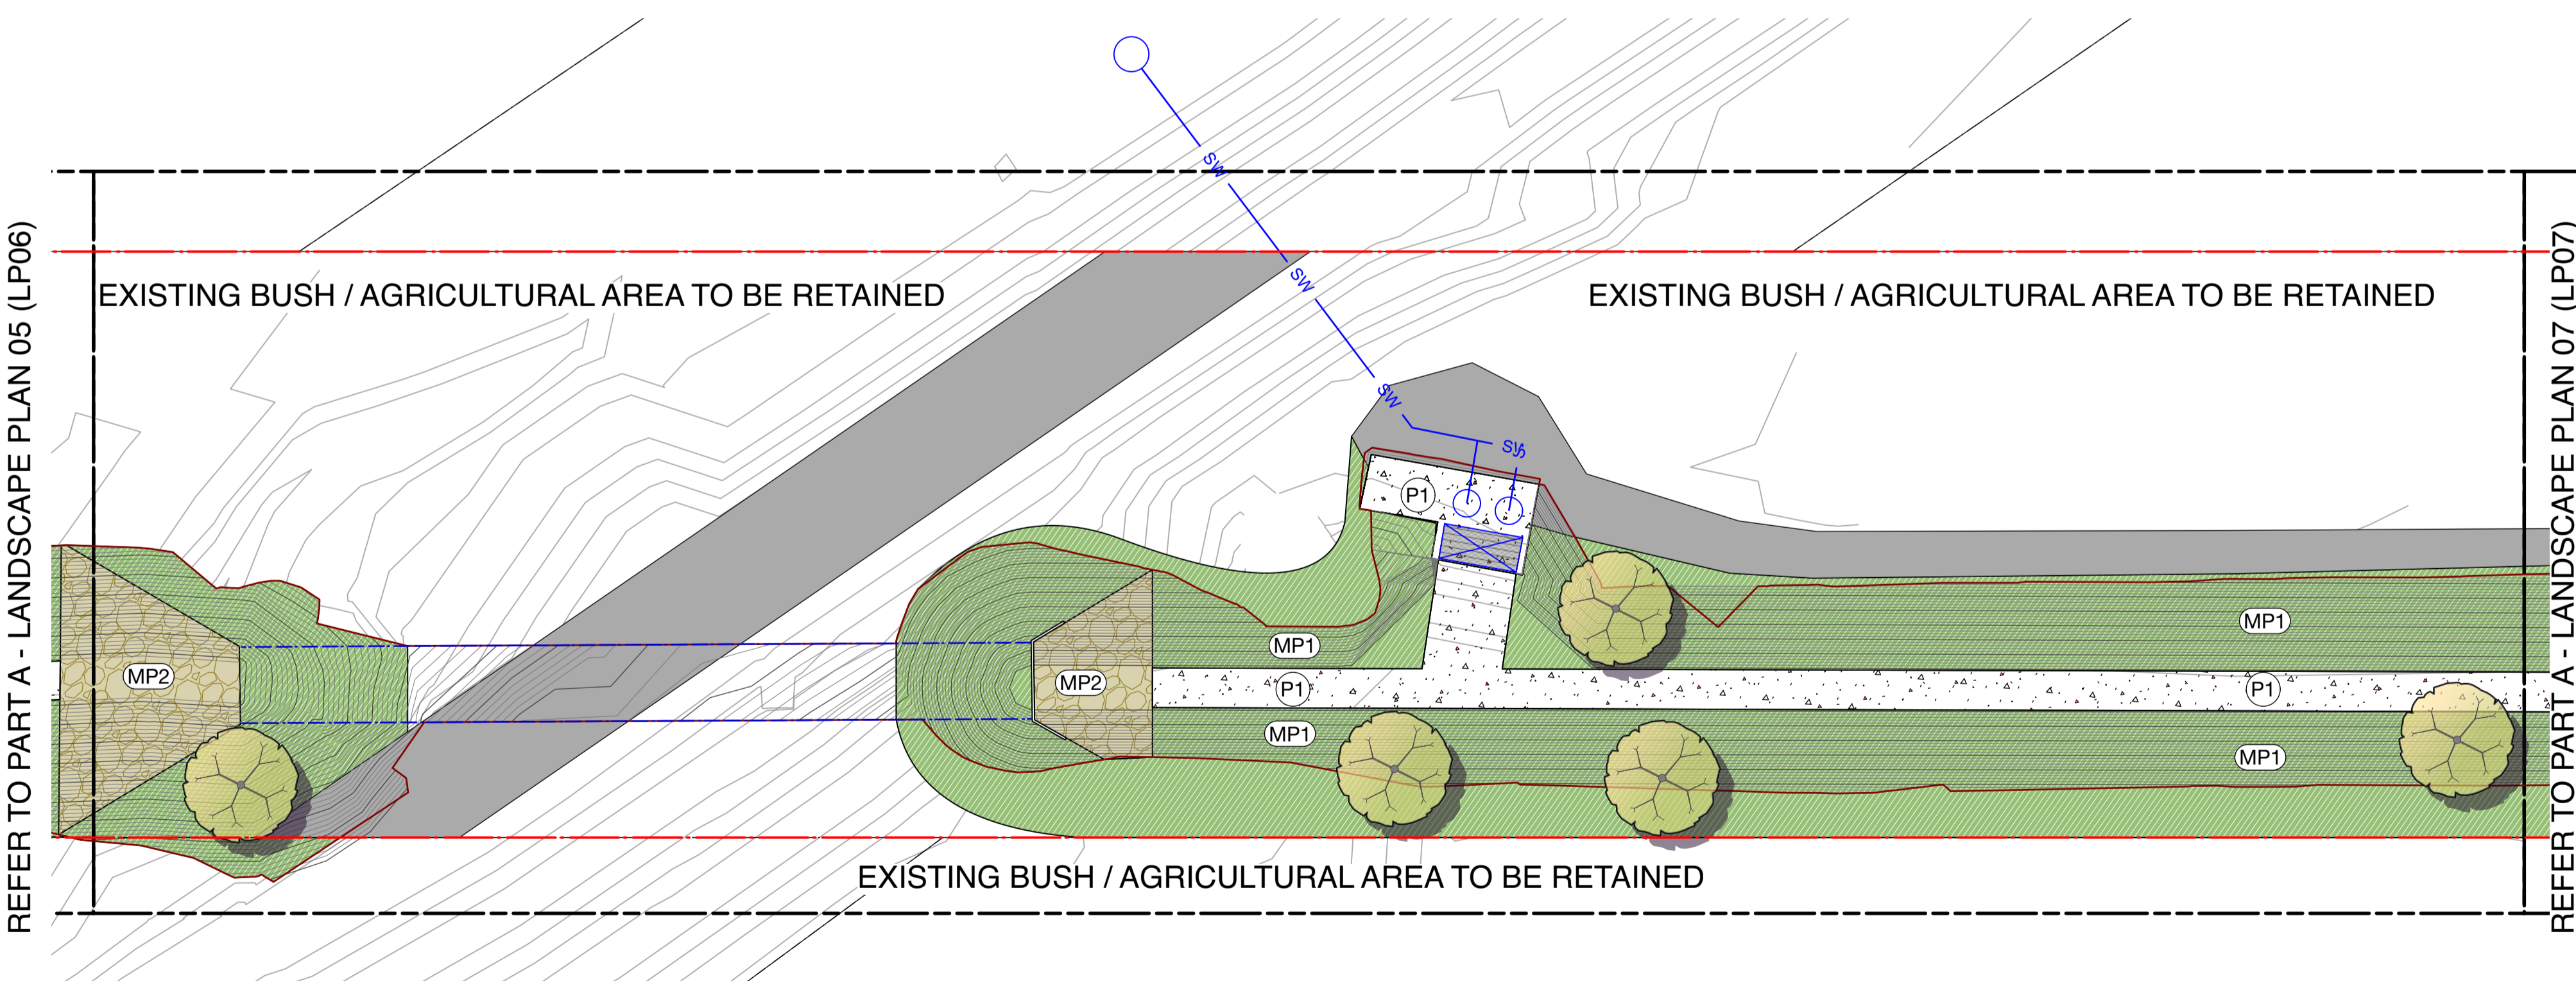 REFER TO PART A - LANDSCAPE PLAN 05 (LP06)
SW
EXISTING BUSH / AGRICULTURAL AREA TO BE RETAINED
SW
EXISTING BUSH / AGRICULTURAL AREA TO BE RETAINED
SW
P1
MP2
MP1
MP2
P1
MP1
MP1
P1
MP1
EXISTING BUSH / AGRICULTURAL AREA TO BE RETAINED
REFER TO PART A - LANDSCAPE PLAN 07 (LP07)